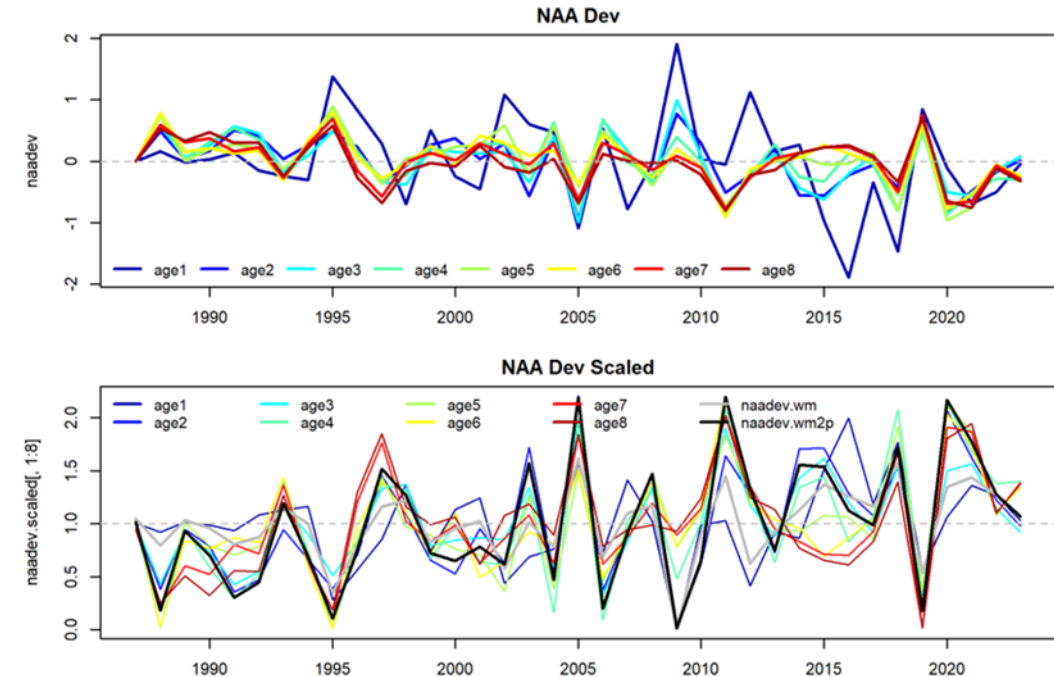 NAA Dev
naadev
2
1
0
-1
-2
age1 age2 age3 age4 age5 age6 age7 age8
1990 1995 2000 2005 2010 2015 2020
NAA Dev Scaled
naadev.scaled[, 1:8]
2.0
1.5
1.0
0.5
0.0
age1 age3 age5 age7 naadev.wm
age2 age4 age6 age8 naadev.wm2p
1990 1995 2000 2005 2010 2015 2020